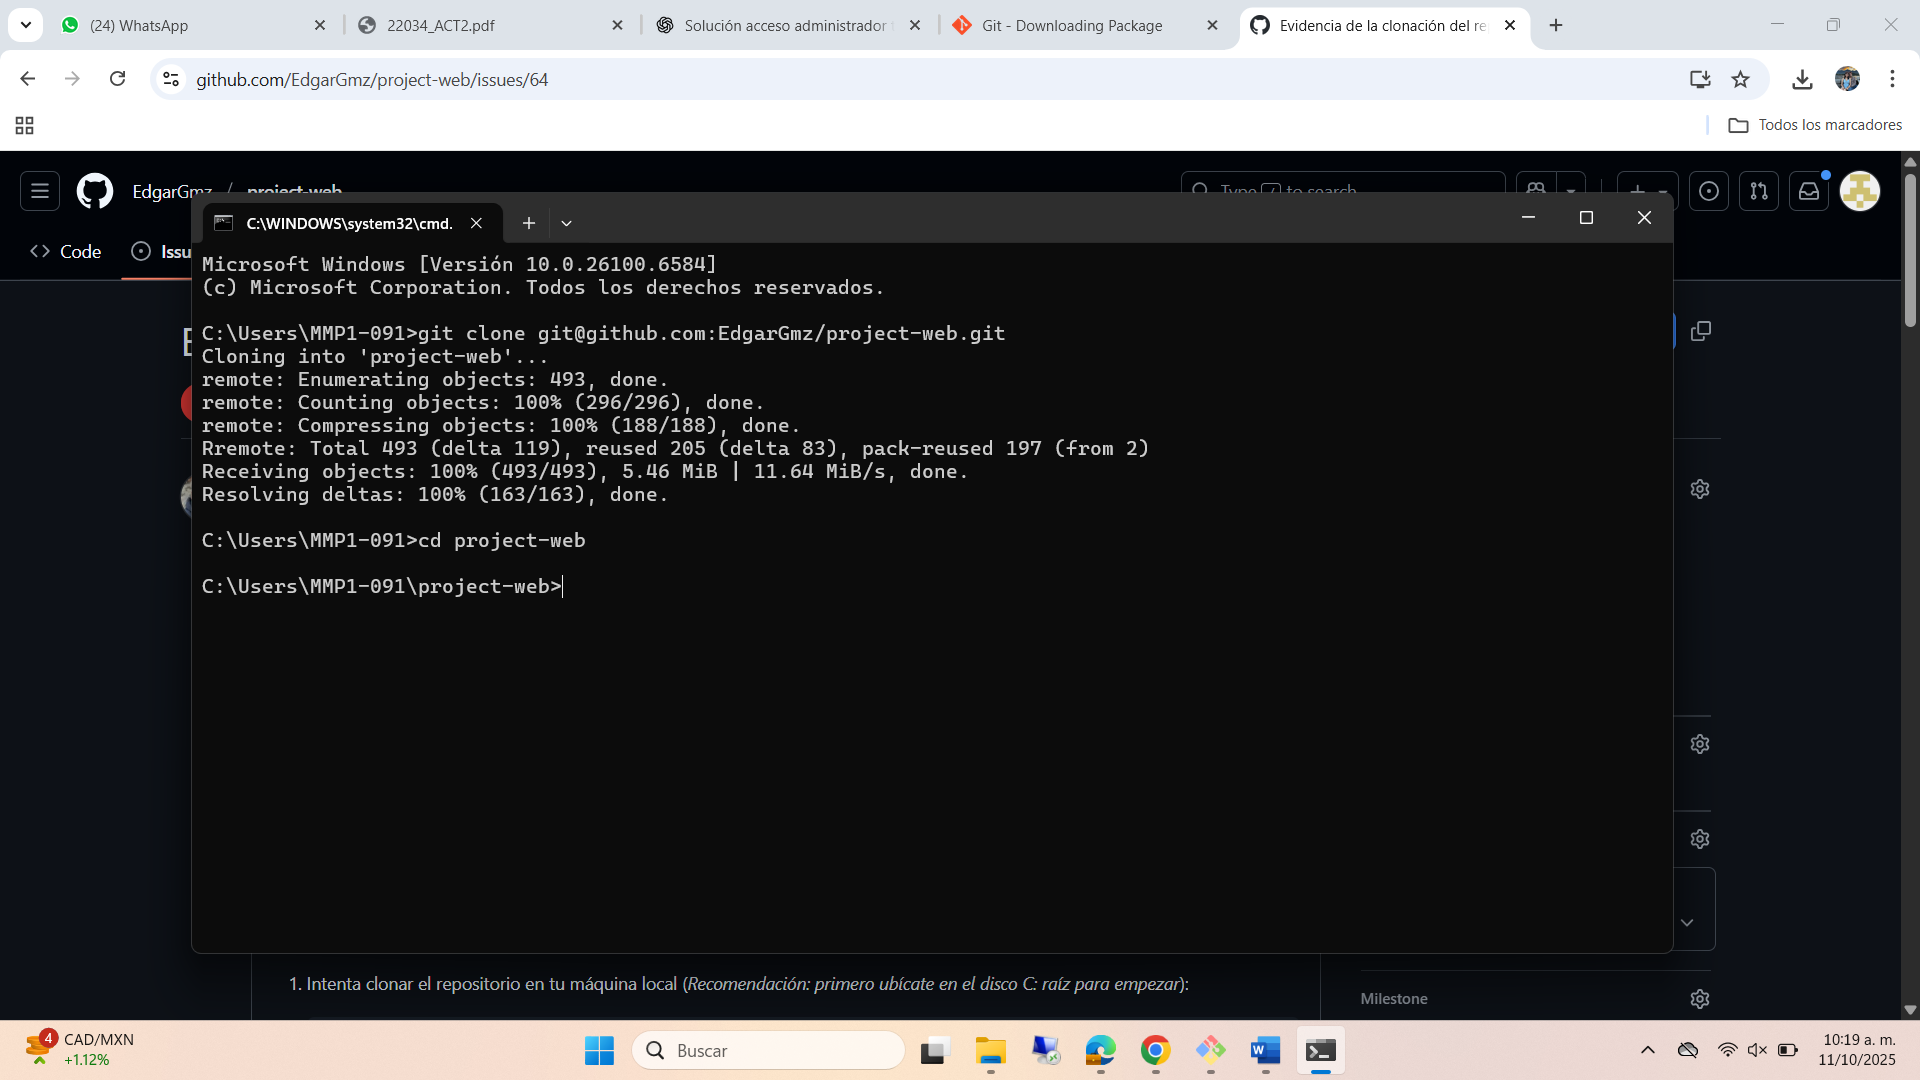 (24) WhatsApp
22034_ACT2.pdf
Solución acceso administrador
Git - Downloading Package
Evidencia de la clonación del re
github.com/EdgarGmz/project-web/issues/64
Todos los marcadores
EdgarGmz / project-web
Type / to search
Code
Issu
C:\WINDOWS\system32\cmd.
Microsoft Windows [Versión 10.0.26100.6584]
(c) Microsoft Corporation. Todos los derechos reservados.
C:\Users\MMP1-091>git clone git@github.com:EdgarGmz/project-web.git
Cloning into 'project-web'...
remote: Enumerating objects: 493, done.
remote: Counting objects: 100% (296/296), done.
remote: Compressing objects: 100% (188/188), done.
Rremote: Total 493 (delta 119), reused 205 (delta 83), pack-reused 197 (from 2)
Receiving objects: 100% (493/493), 5.46 MiB | 11.64 MiB/s, done.
Resolving deltas: 100% (163/163), done.
C:\Users\MMP1-091>cd project-web
C:\Users\MMP1-091\project-web>
1. Intenta clonar el repositorio en tu máquina local (Recomendación: primero ubícate en el disco C: raíz para empezar):
Milestone
4
CAD/MXN
+1.12%
Buscar
10:19 a. m.
11/10/2025